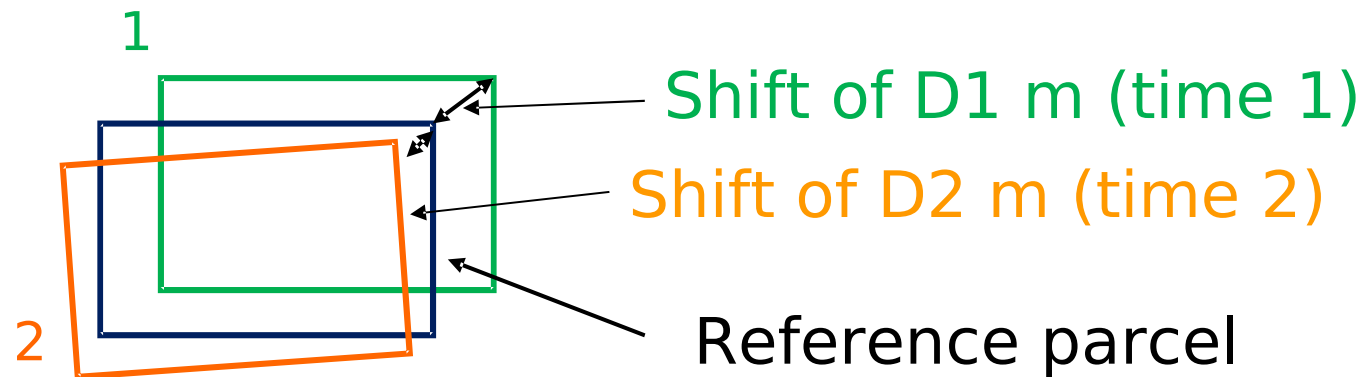 1
Shift of D1 m (time 1)
Shift of D2 m (time 2)
2
Reference parcel